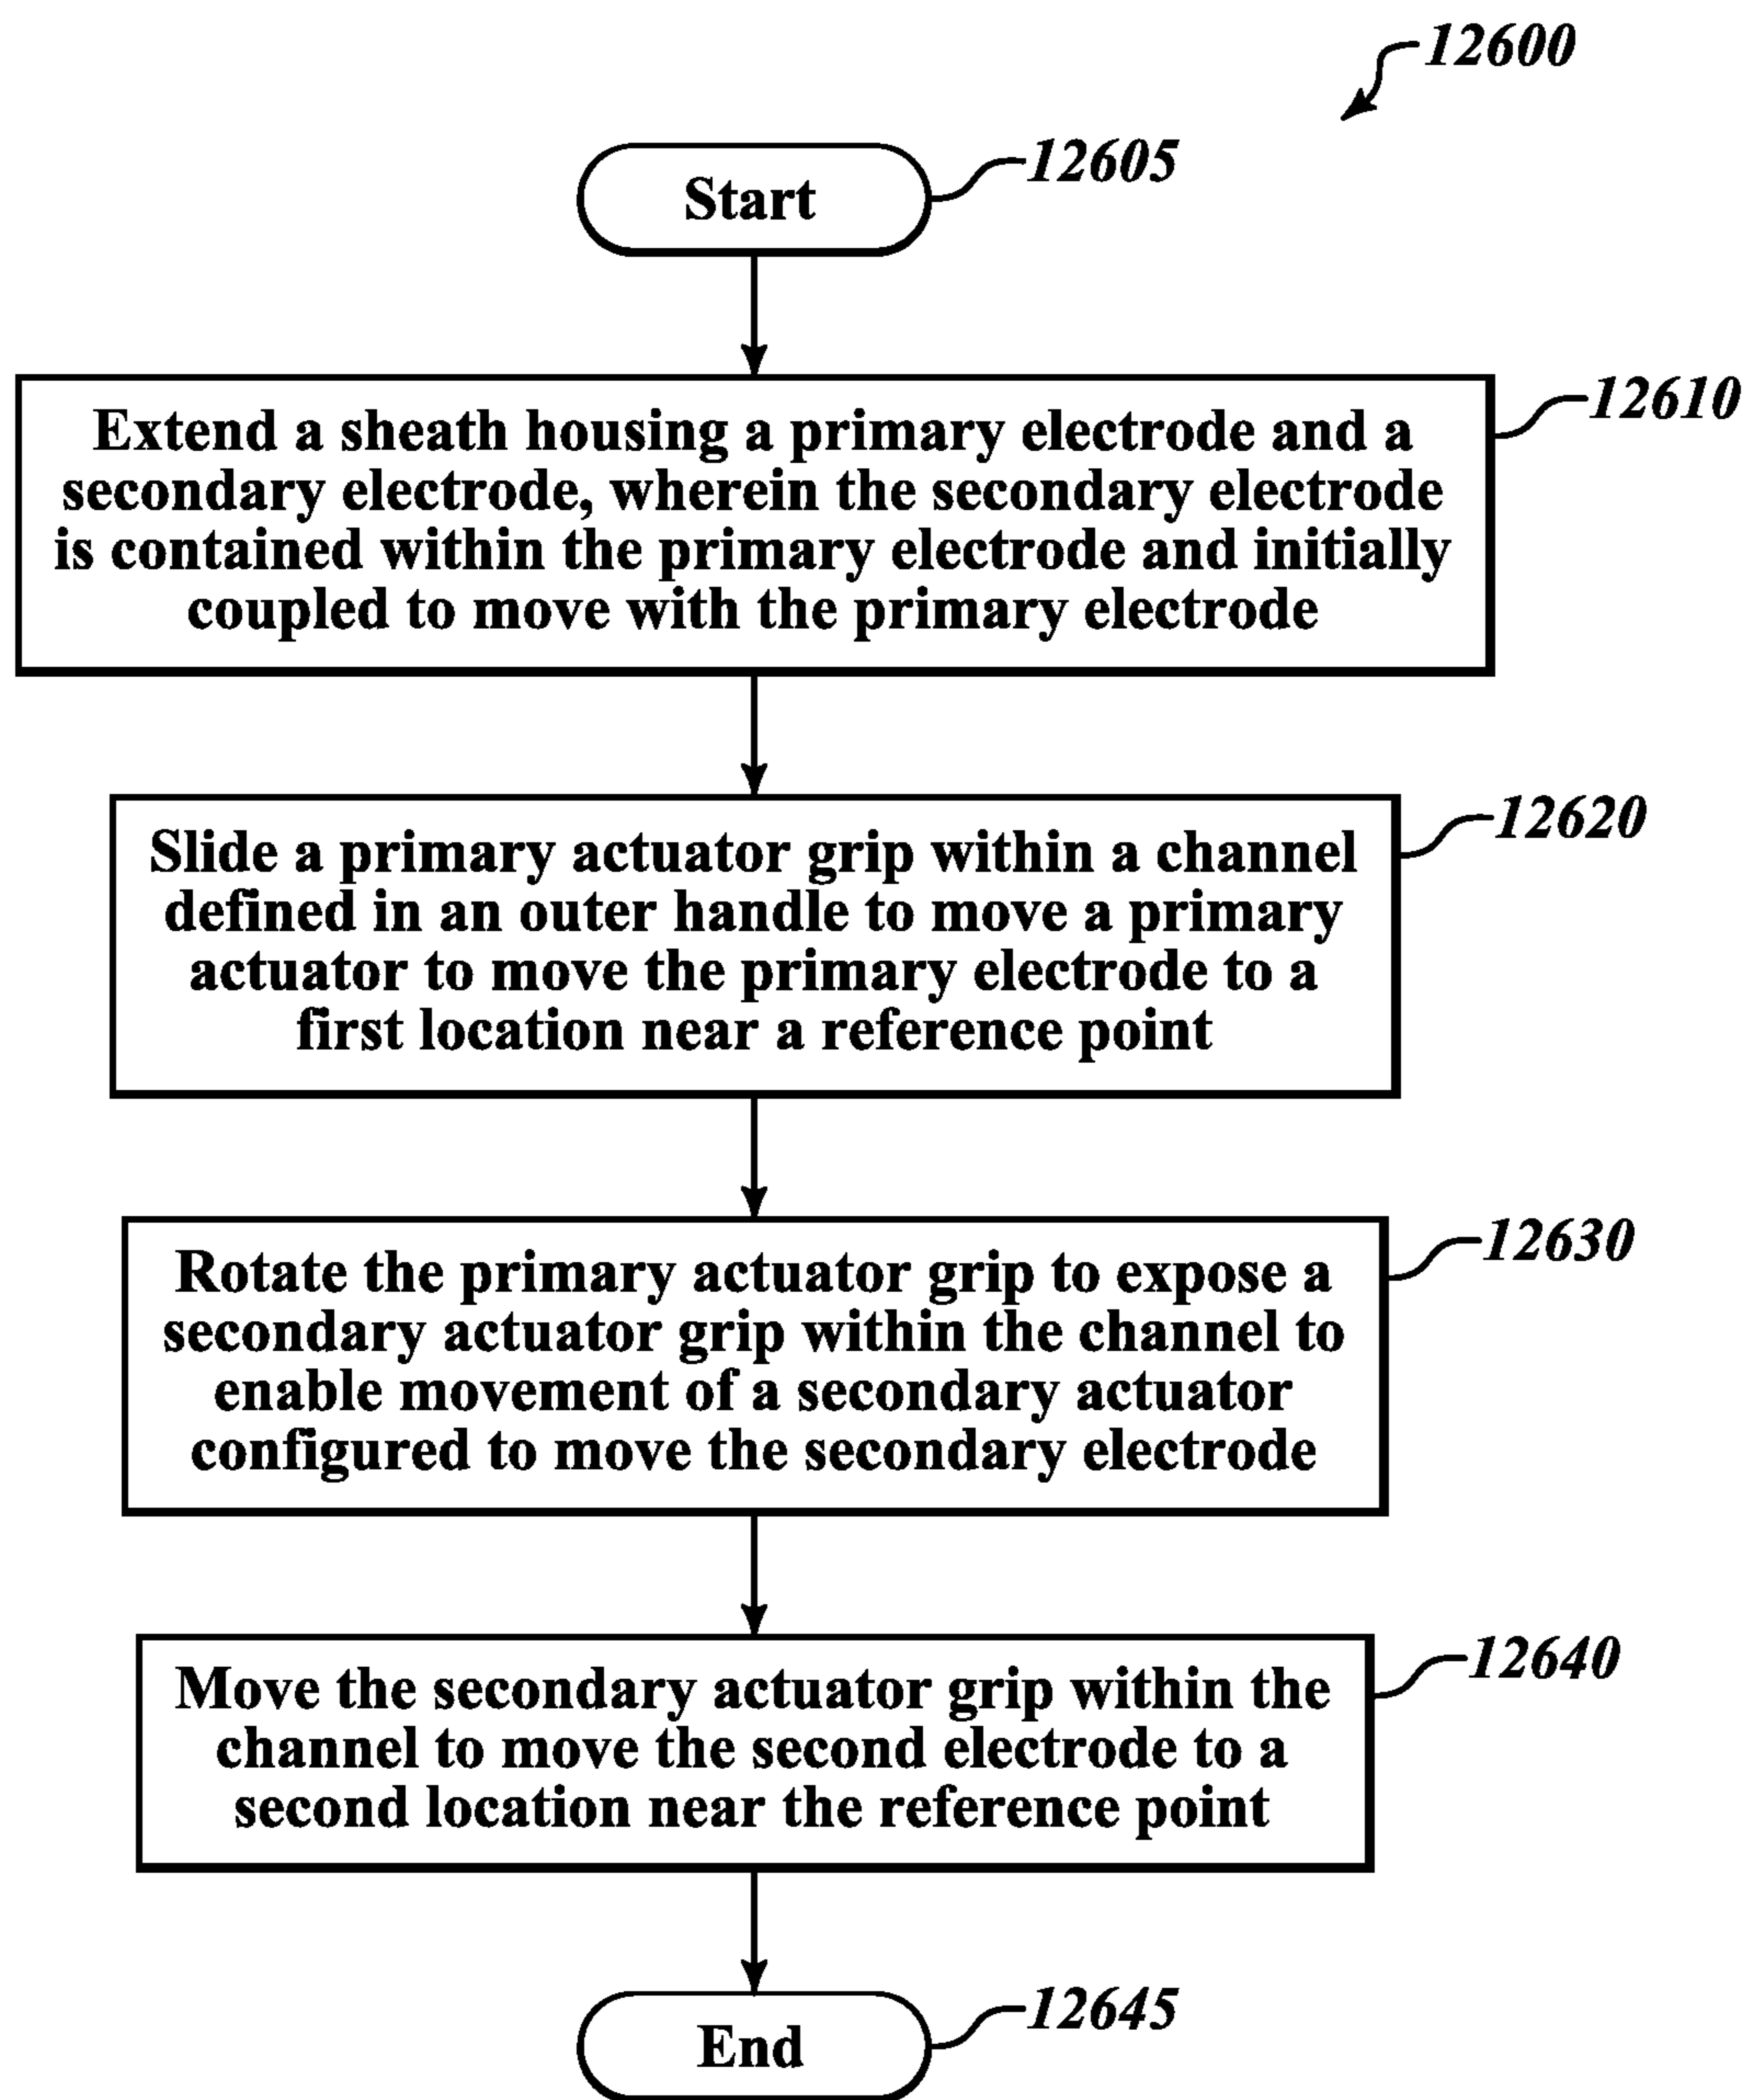 12600
Start
12605
Extend a sheath housing a primary electrode and a
secondary electrode, wherein the secondary electrode
is contained within the primary electrode and initially
coupled to move with the primary electrode
12610
Slide a primary actuator grip within a channel
defined in an outer handle to move a primary
actuator to move the primary electrode to a
first location near a reference point
12620
Rotate the primary actuator grip to expose a
secondary actuator grip within the channel to
enable movement of a secondary actuator
configured to move the secondary electrode
12630
Move the secondary actuator grip within the
channel to move the second electrode to a
second location near the reference point
12640
End
12645